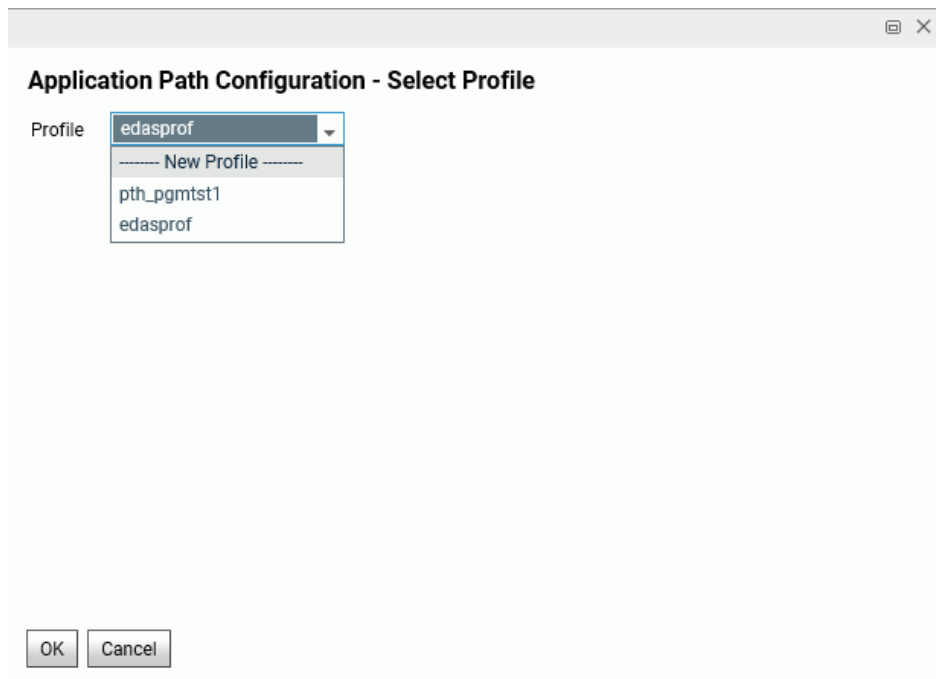 Application Path Configuration - Select Profile
Profile edasprof
-------- New Profile --------
pth_pgmtst1
edasprof
OK Cancel